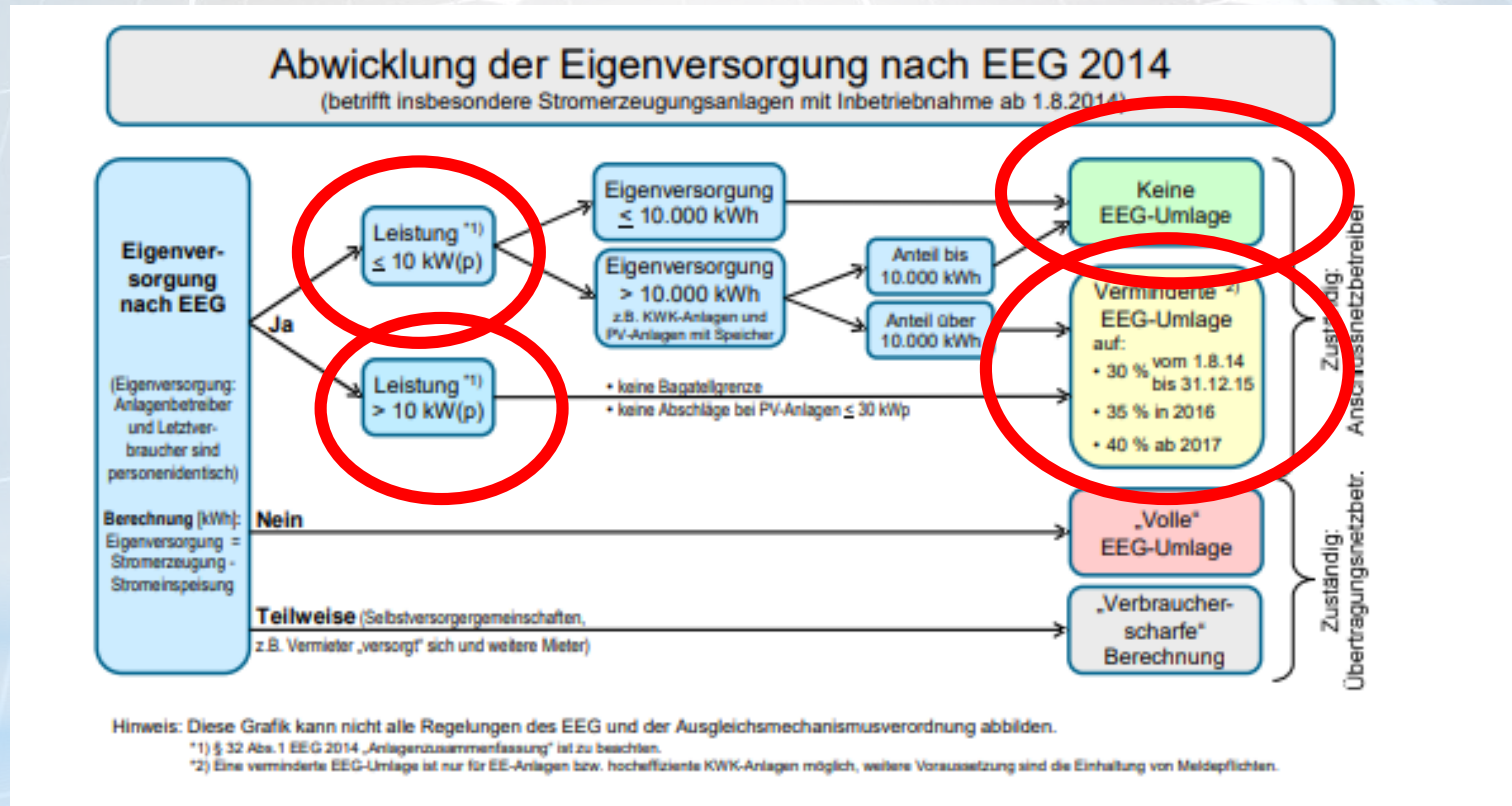 Abwicklung der Eigenversorgung nach EEG 2014
(betrifft insbesondere Stromerzeugungsanlagen mit Inbetriebnahme ab 1.8.2014)
Eigenver-
sorgung
nach EEG
(Eigenversorgung:
Anlagenbetreiber
und Letztver-
braucher sind
personenidentisch)
Berechnung [kWh]:
Eigenversorgung =
Stromerzeugung -
Stromeinspeisung
Ja
Leistung *1)
≤ 10 kW(p)
Leistung *1)
> 10 kW(p)
Eigenversorgung
≤ 10.000 kWh
Eigenversorgung
> 10.000 kWh
z.B. KWK-Anlagen und
PV-Anlagen mit Speicher
Anteil bis
10.000 kWh
Anteil über
10.000 kWh
• keine Bagatellgrenze
• keine Abschläge bei PV-Anlagen ≤ 30 kWp
Keine
EEG-Umlage
Verminderte *2)
EEG-Umlage
auf:
• 30 % vom 1.8.14
bis 31.12.15
• 35 % in 2016
• 40 % ab 2017
Zuständig:
Anschlussnetzbetreiber
Nein
„Volle“
EEG-Umlage
Teilweise (Selbstversorgergemeinschaften,
z.B. Vermieter „versorgt“ sich und weitere Mieter)
„Verbraucher-
scharfe“
Berechnung
Zuständig:
Übertragungsnetzbetr.
Hinweis: Diese Grafik kann nicht alle Regelungen des EEG und der Ausgleichsmechanismusverordnung abbilden.
*1) § 32 Abs.1 EEG 2014 „Anlagenzusammenfassung“ ist zu beachten.
*2) Eine verminderte EEG-Umlage ist nur für EE-Anlagen bzw. hocheffiziente KWK-Anlagen möglich, weitere Voraussetzung sind die Einhaltung von Meldepflichten.